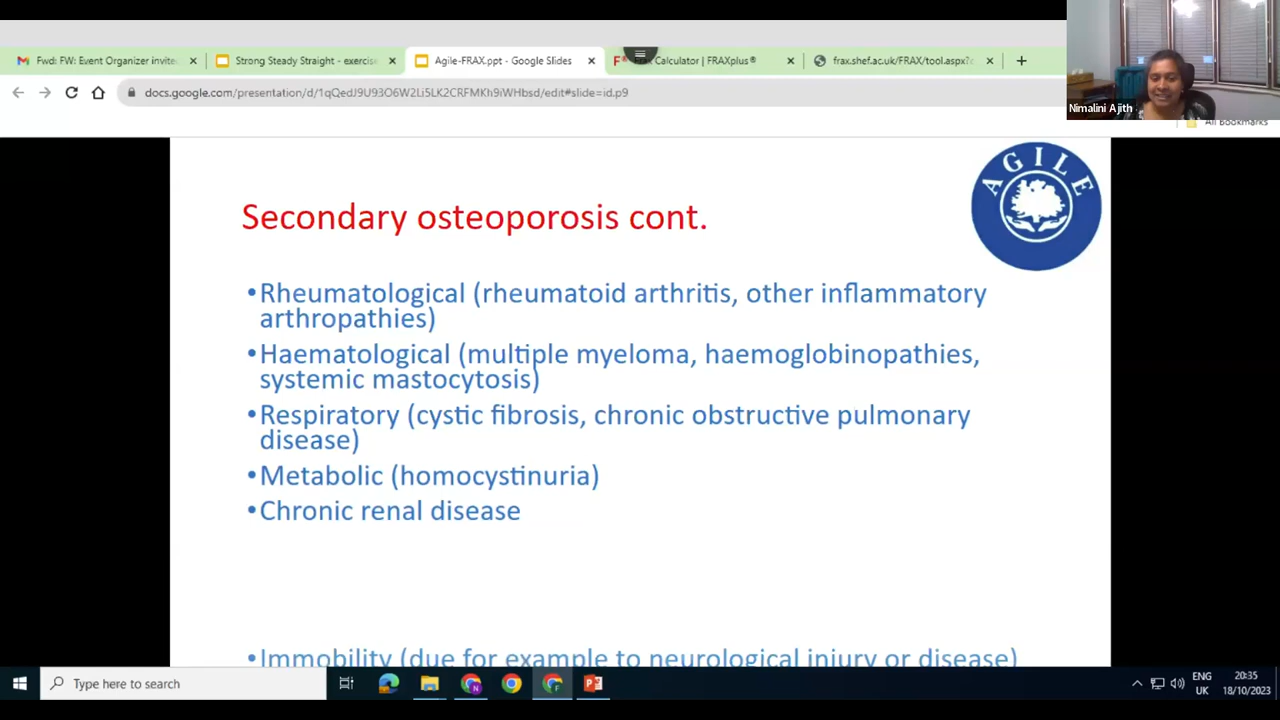 Fwd: FW: Event Organizer invite
Strong Steady Straight - exercise
Agile-FRAX.ppt - Google Slides
Calculator | FRAXplus®
frax.shef.ac.uk/FRAX/tool.aspx?c
docs.google.com/presentation/d/1qQedJ9U93O6W2Li5LK2CRFMKh9iWHbsd/edit#slide=id.p9
Nimalini Ajith
All Bookmarks
AGILE
Secondary osteoporosis cont.
•Rheumatological (rheumatoid arthritis, other inflammatory
arthropathies)
•Haematological (multiple myeloma, haemoglobinopathies,
systemic mastocytosis)
•Respiratory (cystic fibrosis, chronic obstructive pulmonary
disease)
•Metabolic (homocystinuria)
•Chronic renal disease
•Immobility (due for example to neurological injury or disease)
Type here to search
ENG
UK
20:35
18/10/2023